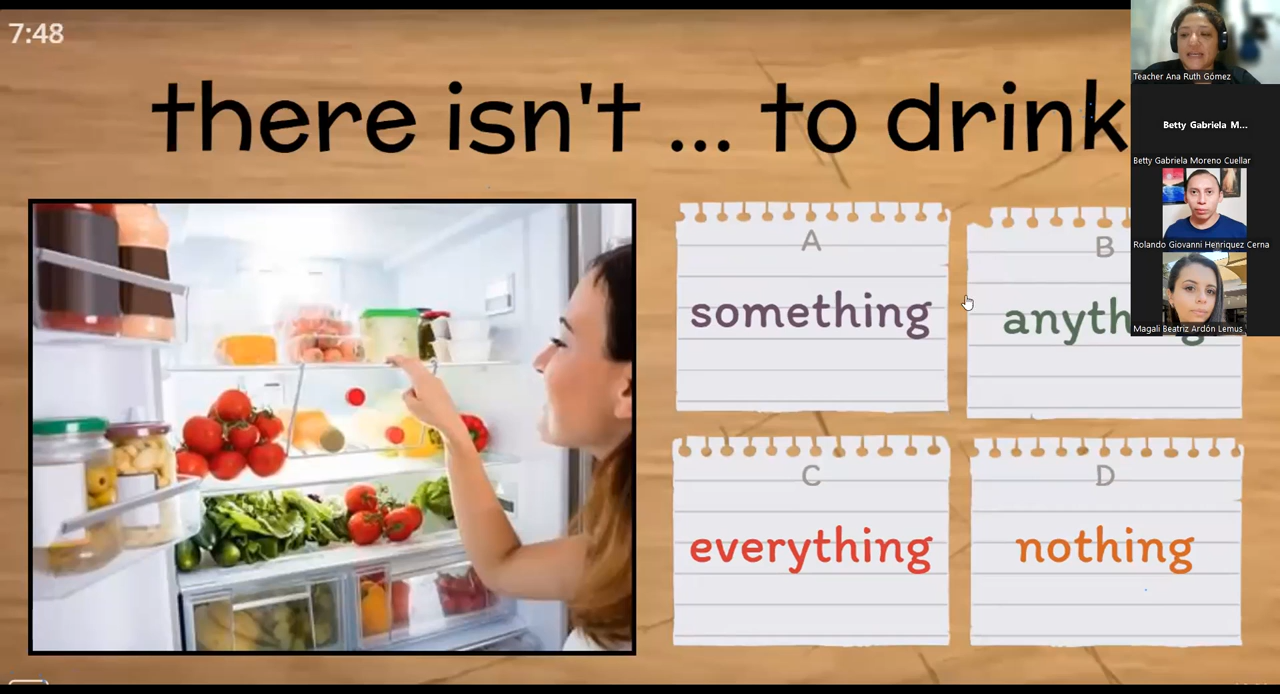 7:48
there isn't ... to drink
A
something
B
anyth g
C
everything
D
nothing
Teacher Ana Ruth Gómez
Betty Gabriela M...
Betty Gabriela Moreno Cuellar
Rolando Giovanni Henriquez Cerna
Magali Beatriz Ardón Lemus